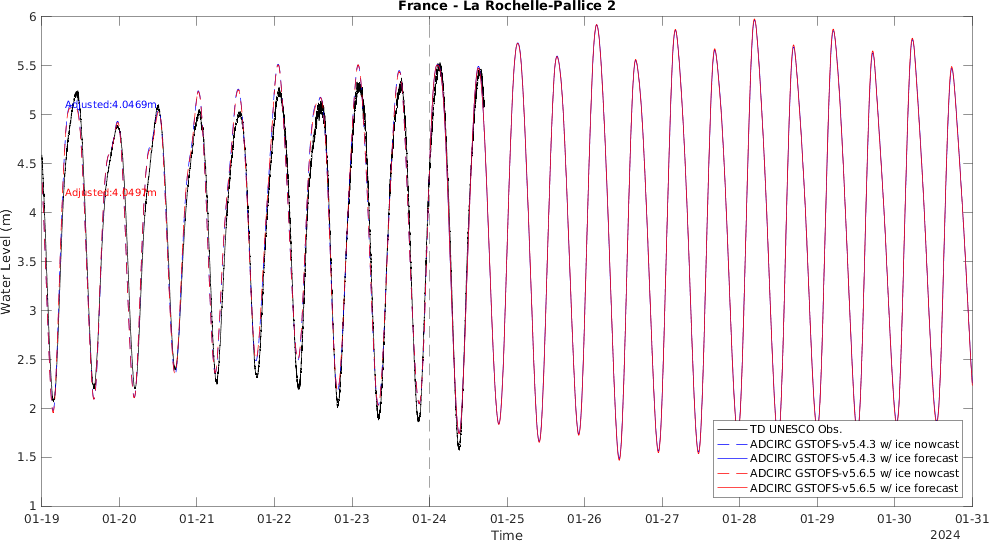 France - La Rochelle-Pallice 2
6
5.5
5
4.5
4
3.5
3
2.5
2
1.5
1
Water Level (m)
Adjusted:4.0469m
Adjusted:4.0497m
TD UNESCO Obs.
ADCIRC GSTOFS-v5.4.3 w/ ice nowcast
ADCIRC GSTOFS-v5.4.3 w/ ice forecast
ADCIRC GSTOFS-v5.6.5 w/ ice nowcast
ADCIRC GSTOFS-v5.6.5 w/ ice forecast
01-19 01-20 01-21 01-22 01-23 01-24 01-25 01-26 01-27 01-28 01-29 01-30 01-31
Time
2024